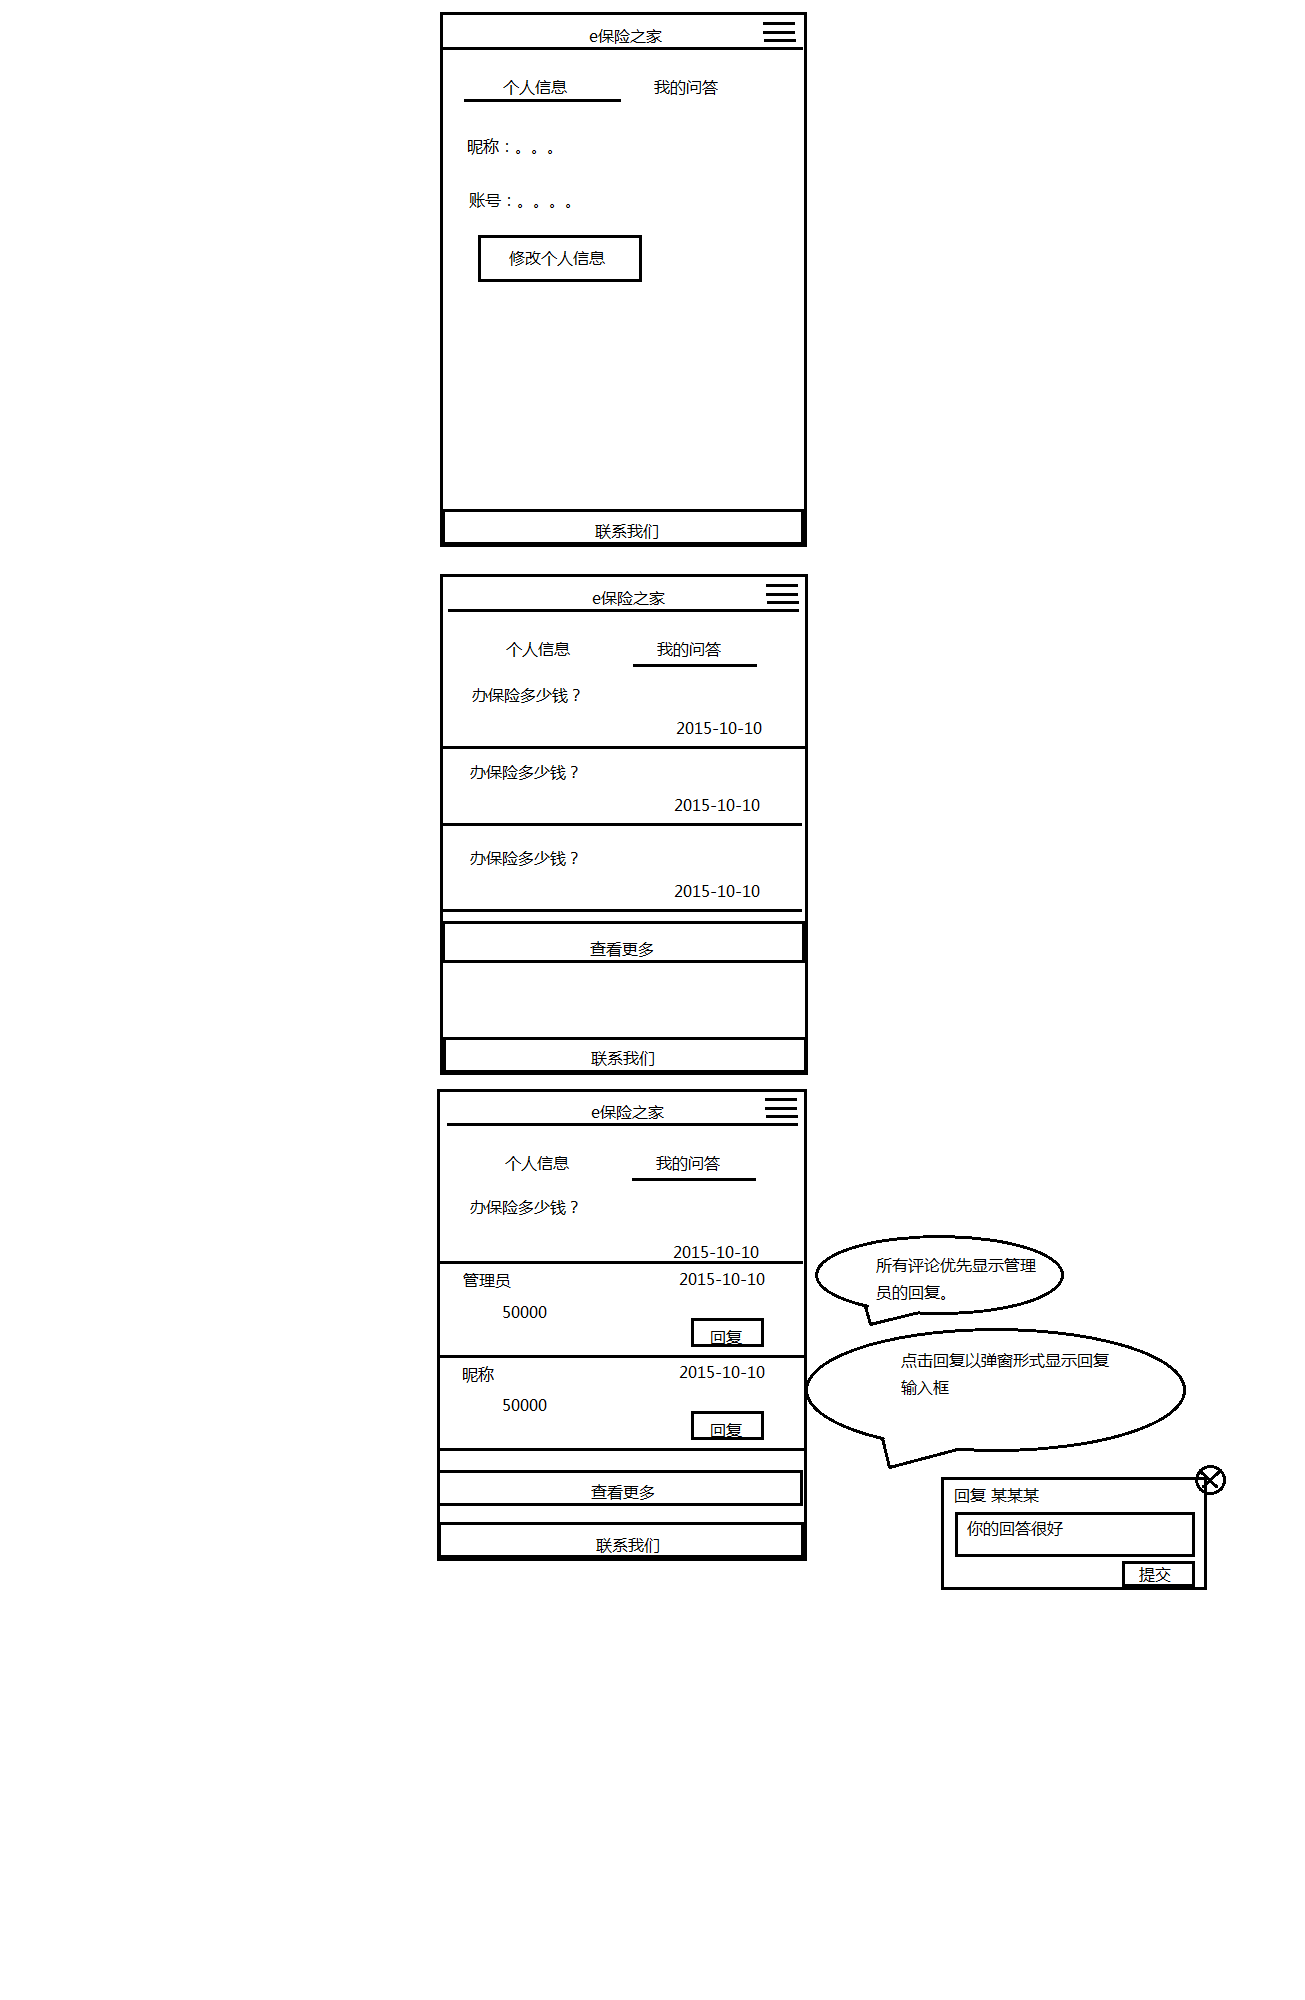 e保险之家
个人信息 我的问答
昵称：。。。
账号：。。。。
修改个人信息
联系我们
e保险之家
个人信息 我的问答
办保险多少钱？
2015-10-10
办保险多少钱？
2015-10-10
办保险多少钱？
2015-10-10
查看更多
联系我们
e保险之家
个人信息 我的问答
办保险多少钱？
2015-10-10
管理员 2015-10-10
50000
回复
昵称 2015-10-10
50000
回复
查看更多
联系我们
所有评论优先显示管理
员的回复。
点击回复以弹窗形式显示回复
输入框
回复 某某某
你的回答很好
提交